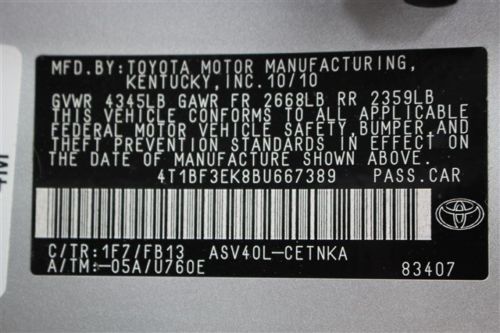 MFD.BY:TOYOTA MOTOR MANUFACTURING,
KENTUCKY, INC. 10/10
GVWR 4345LB GAWR FR 2668LB RR 2359LB
THIS VEHICLE CONFORMS TO ALL APPLICABLE
FEDERAL MOTOR VEHICLE SAFETY,BUMPER,AND
THEFT PREVENTION STANDARDS IN EFFECT ON
THE DATE OF MANUFACTURE SHOWN ABOVE.
4T1BF3EK8BU667389 PASS.CAR
C/TR:1F7/FB13 ASV40L-CETNKA
A/TM:-05A/U760E 83407